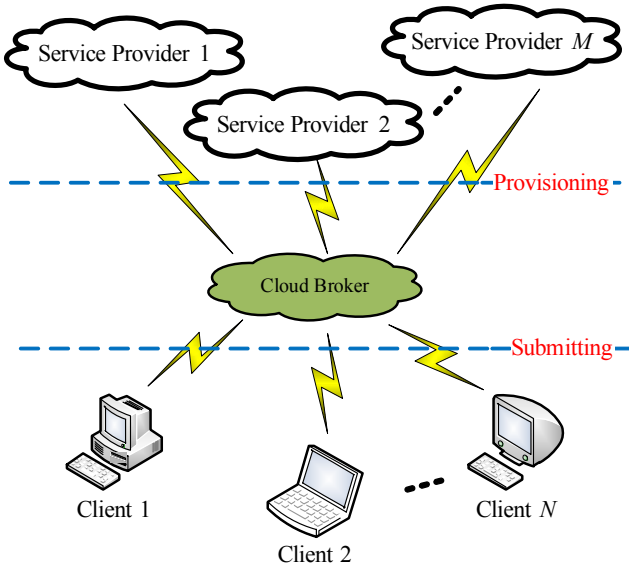 Service Provider 1
Service Provider M
Service Provider 2
Provisioning
Cloud Broker
Submitting
Client 1
Client N
Client 2